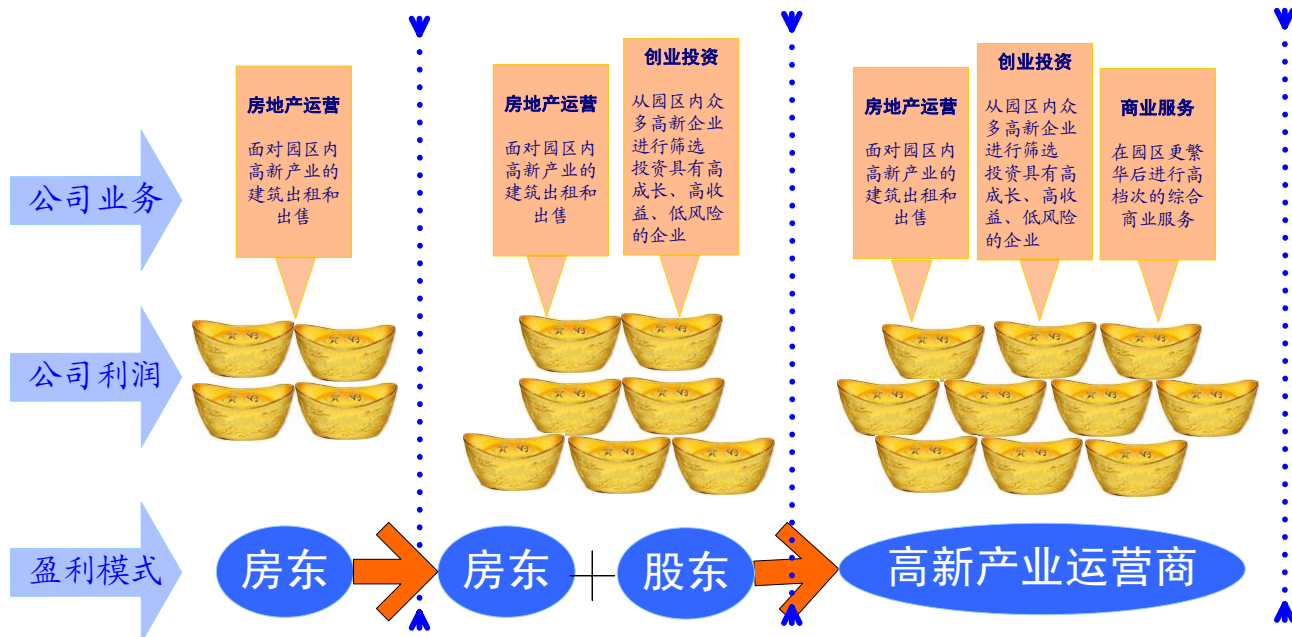 公司业务
房地产运营
面对园区内
高新产业的
建筑出租和
出售
房地产运营
面对园区内
高新产业的
建筑出租和
出售
创业投资
从园区内众
多高新企业
进行筛选
投资具有高
成长、高收
益、低风险
的企业
房地产运营
面对园区内
高新产业的
建筑出租和
出售
创业投资
从园区内众
多高新企业
进行筛选
投资具有高
成长、高收
益、低风险
的企业
商业服务
在园区更繁
华后进行高
档次的综合
商业服务
公司利润
盈利模式
房东
房东
股东
高新产业运营商